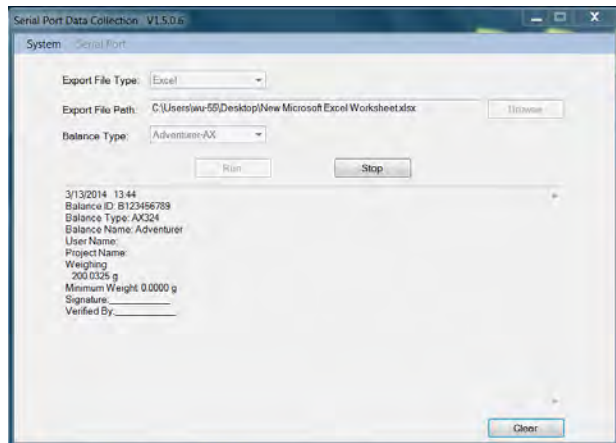 Serial Port Data Collection V1.5.0.6
System Serial Port
Export File Type: Excel
Export File Path: C:\Users\wu-55\Desktop\New Microsoft Excel Worksheet.xlsx Browse
Balance Type: Adventurer-AX
Run Stop
3/13/2014 13:44
Balance ID: B123456789
Balance Type: AX324
Balance Name: Adventurer
User Name:
Project Name:
Weighing
200.0325 g
Minimum Weight: 0.0000 g
Signature:____________
Verified By:____________
Clear